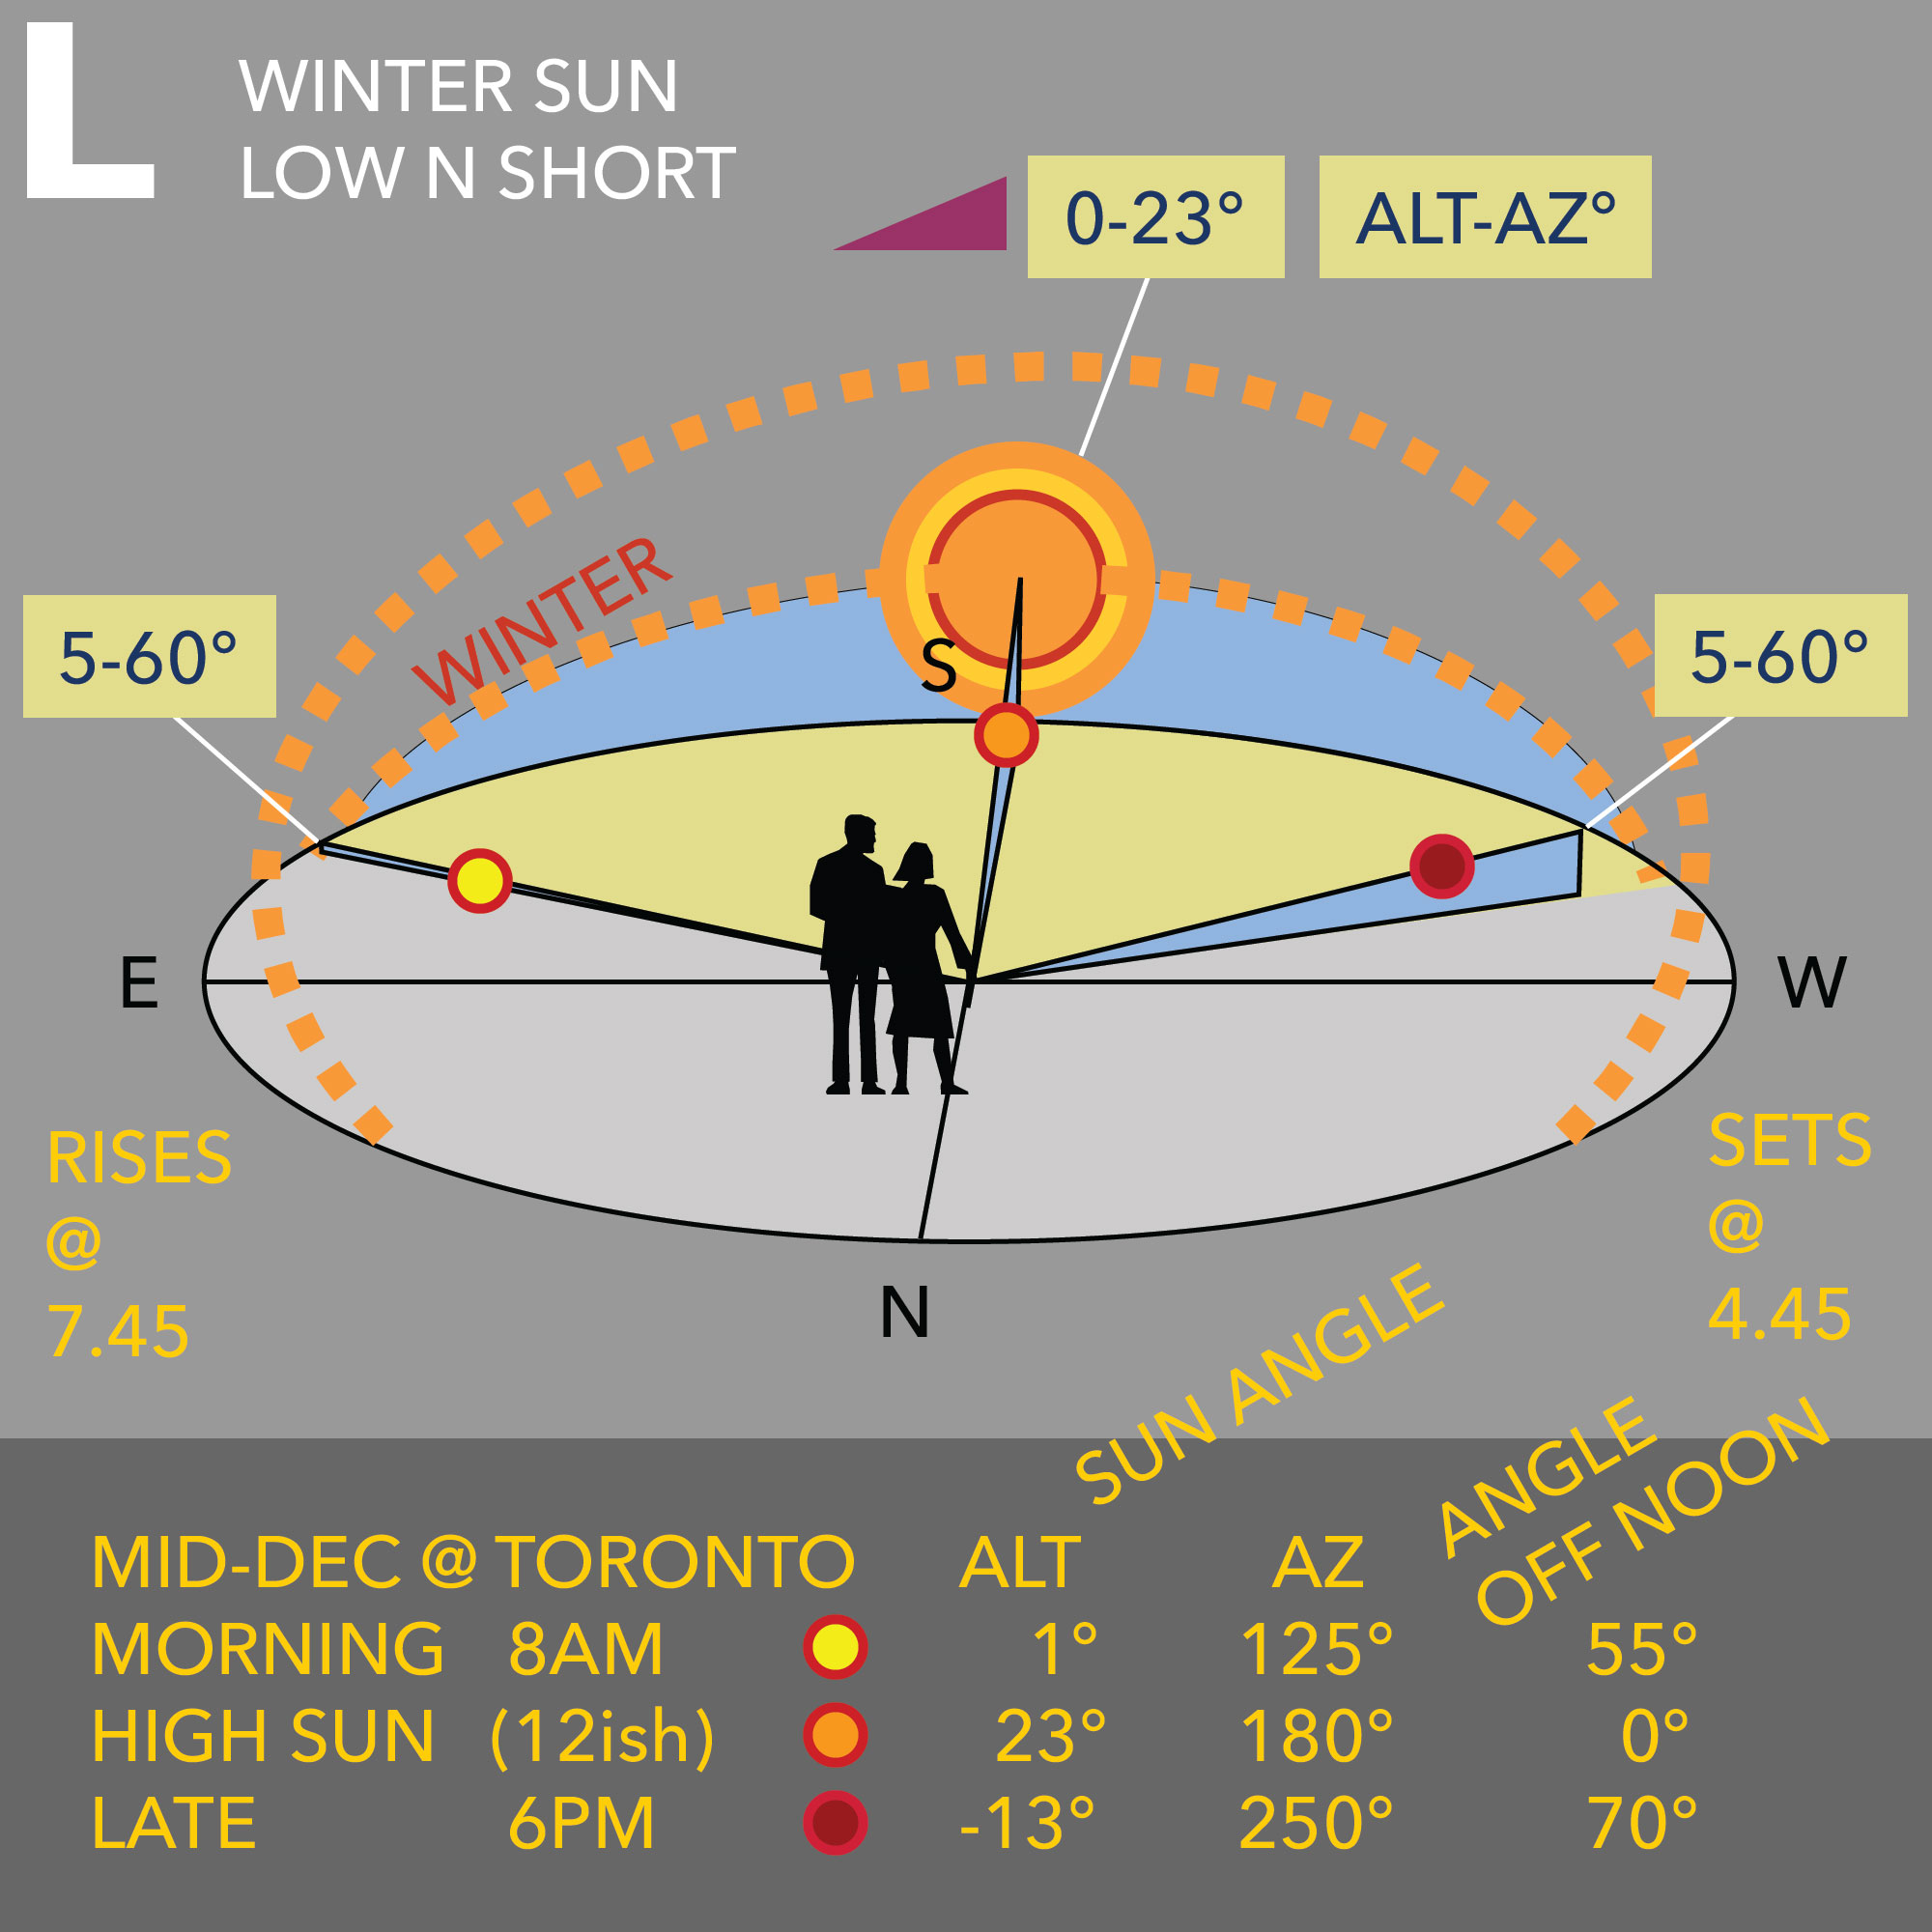 L
WINTER SUN
LOW N SHORT
0-23°
ALT-AZ°
WINTER
5-60°
S
5-60°
E
W
RISES
@
7.45
SETS
@
4.45
N
SUN ANGLE
ANGLE
OFF NOON
MID-DEC @ TORONTO ALT AZ
MORNING 8AM 1° 125° 55°
HIGH SUN (12ish) 23° 180° 0°
LATE 6PM -13° 250° 70°